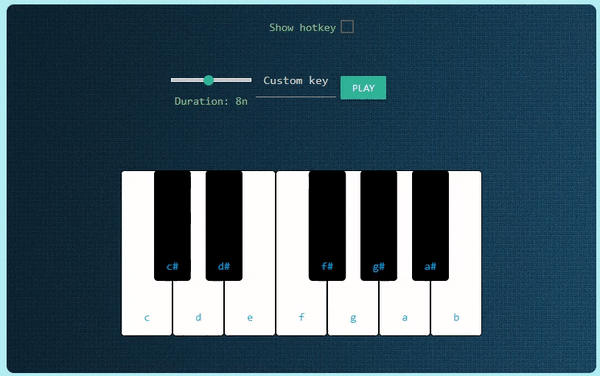 Show hotkey
Custom key
PLAY
Duration: 8n
c# d# f# g# a#
c d e f g a b